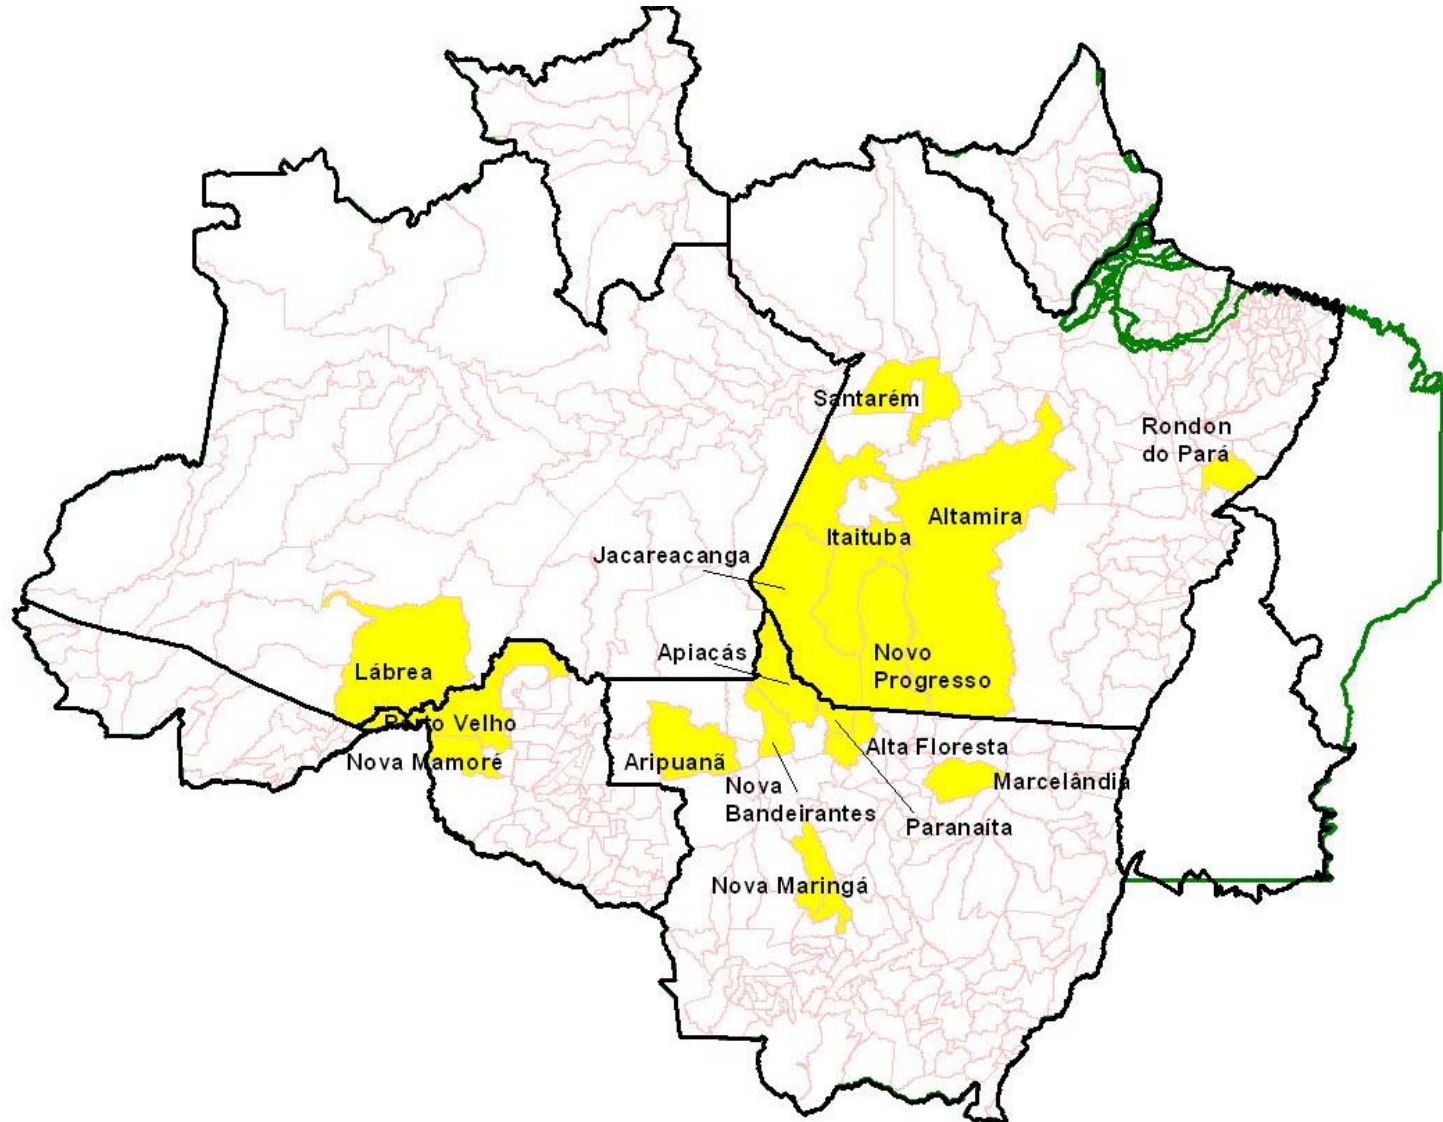 Santarém
Rondon
do Pará
Altamira
Itaituba
Jacareacanga
Apiacás
Novo
Progresso
Lábrea
Porto Velho
Nova Mamoré
Aripuanã
Alta Floresta
Marcelândia
Nova
Bandeirantes
Paranaíta
Nova Maringá